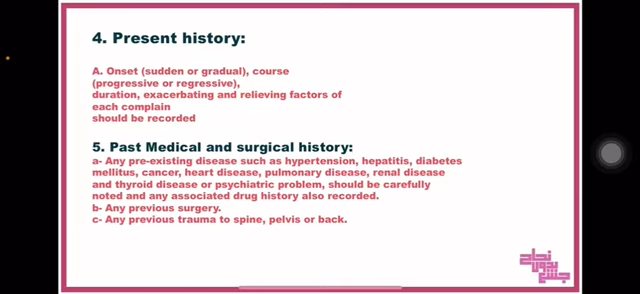 4. Present history:
A. Onset (sudden or gradual), course
(progressive or regressive),
duration, exacerbating and relieving factors of
each complain
should be recorded
5. Past Medical and surgical history:
a- Any pre-existing disease such as hypertension, hepatitis, diabetes
mellitus, cancer, heart disease, pulmonary disease, renal disease
and thyroid disease or psychiatric problem, should be carefully
noted and any associated drug history also recorded.
b- Any previous surgery.
c- Any previous trauma to spine, pelvis or back.
نجاح
بدون
جشع